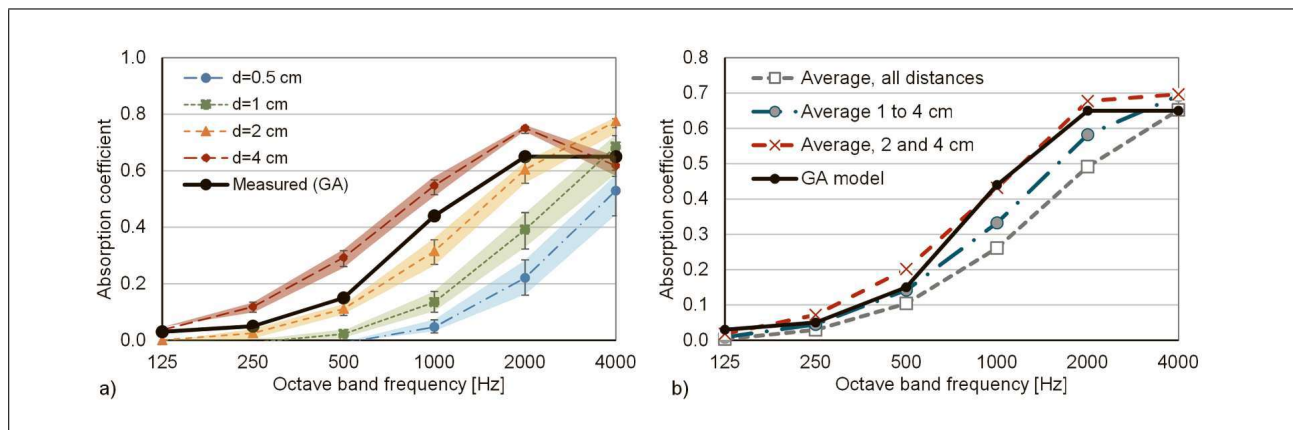 1.0
0.8
0.6
0.4
0.2
0.0
Absorption coefficient
d=0.5 cm
d=1 cm
d=2 cm
d=4 cm
Measured (GA)
125 250 500 1000 2000 4000
Octave band frequency [Hz]
a)
0.8
0.7
0.6
0.5
0.4
0.3
0.2
0.1
0.0
Absorption coefficient
Average, all distances
Average 1 to 4 cm
Average, 2 and 4 cm
GA model
125 250 500 1000 2000 4000
Octave band frequency [Hz]
b)